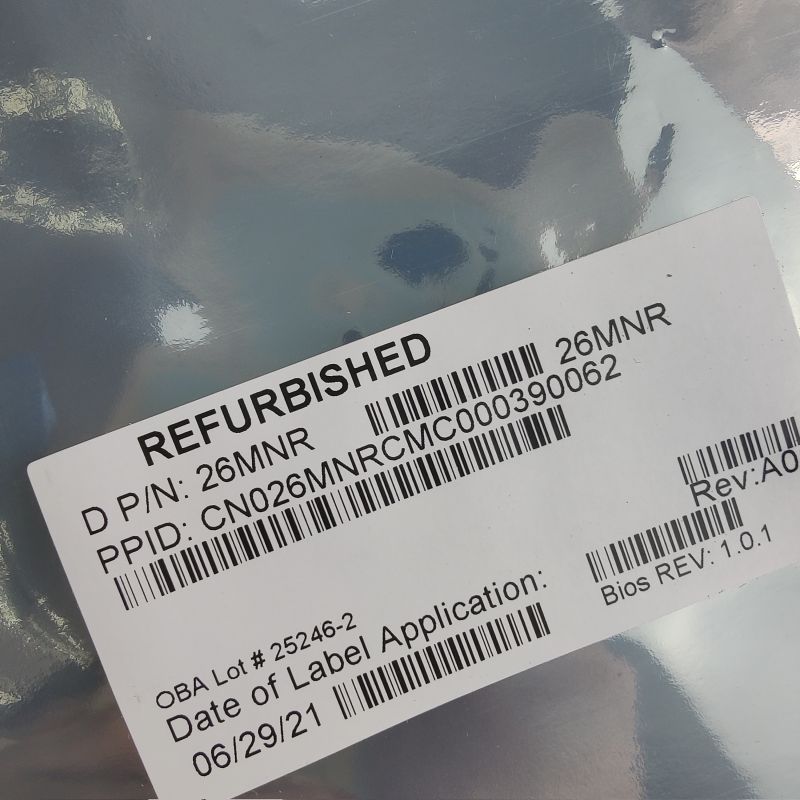 REFURBISHED
D P/N: 26MNR 26MNR
PPID: CN026MNRCMC000390062
Rev:A0
Bios REV: 1.0.1
OBA Lot # 25246-2
Date of Label Application:
06/29/21